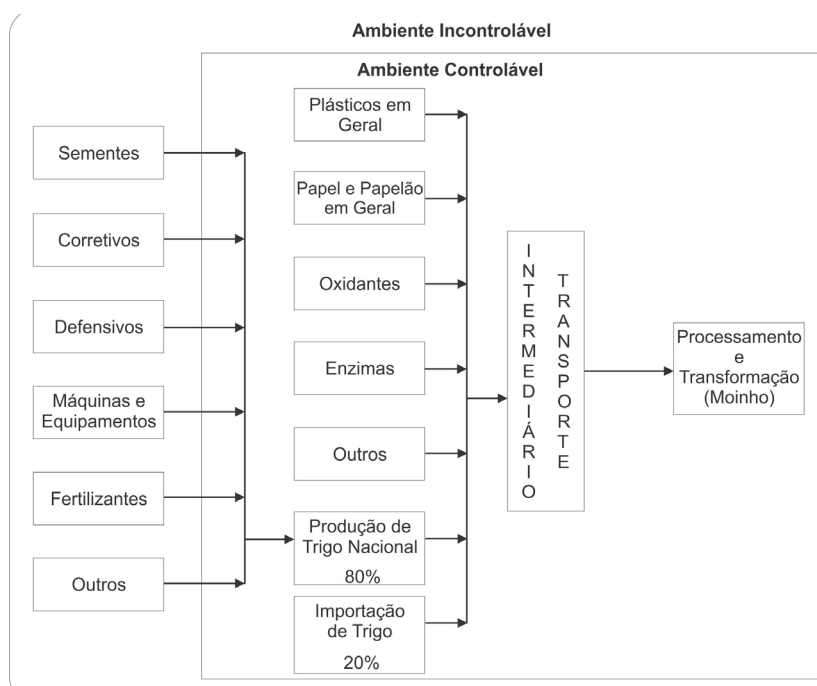 Ambiente Incontrolável
Ambiente Controlável
Sementes
Corretivos
Defensivos
Máquinas e
Equipamentos
Fertilizantes
Outros
Plásticos em
Geral
Papel e Papelão
em Geral
Oxidantes
Enzimas
Outros
Produção de
Trigo Nacional
80%
Importação
de Trigo
20%
INTERMEDIÁRIO
TRANSPORTE
Processamento
e
Transformação
(Moinho)